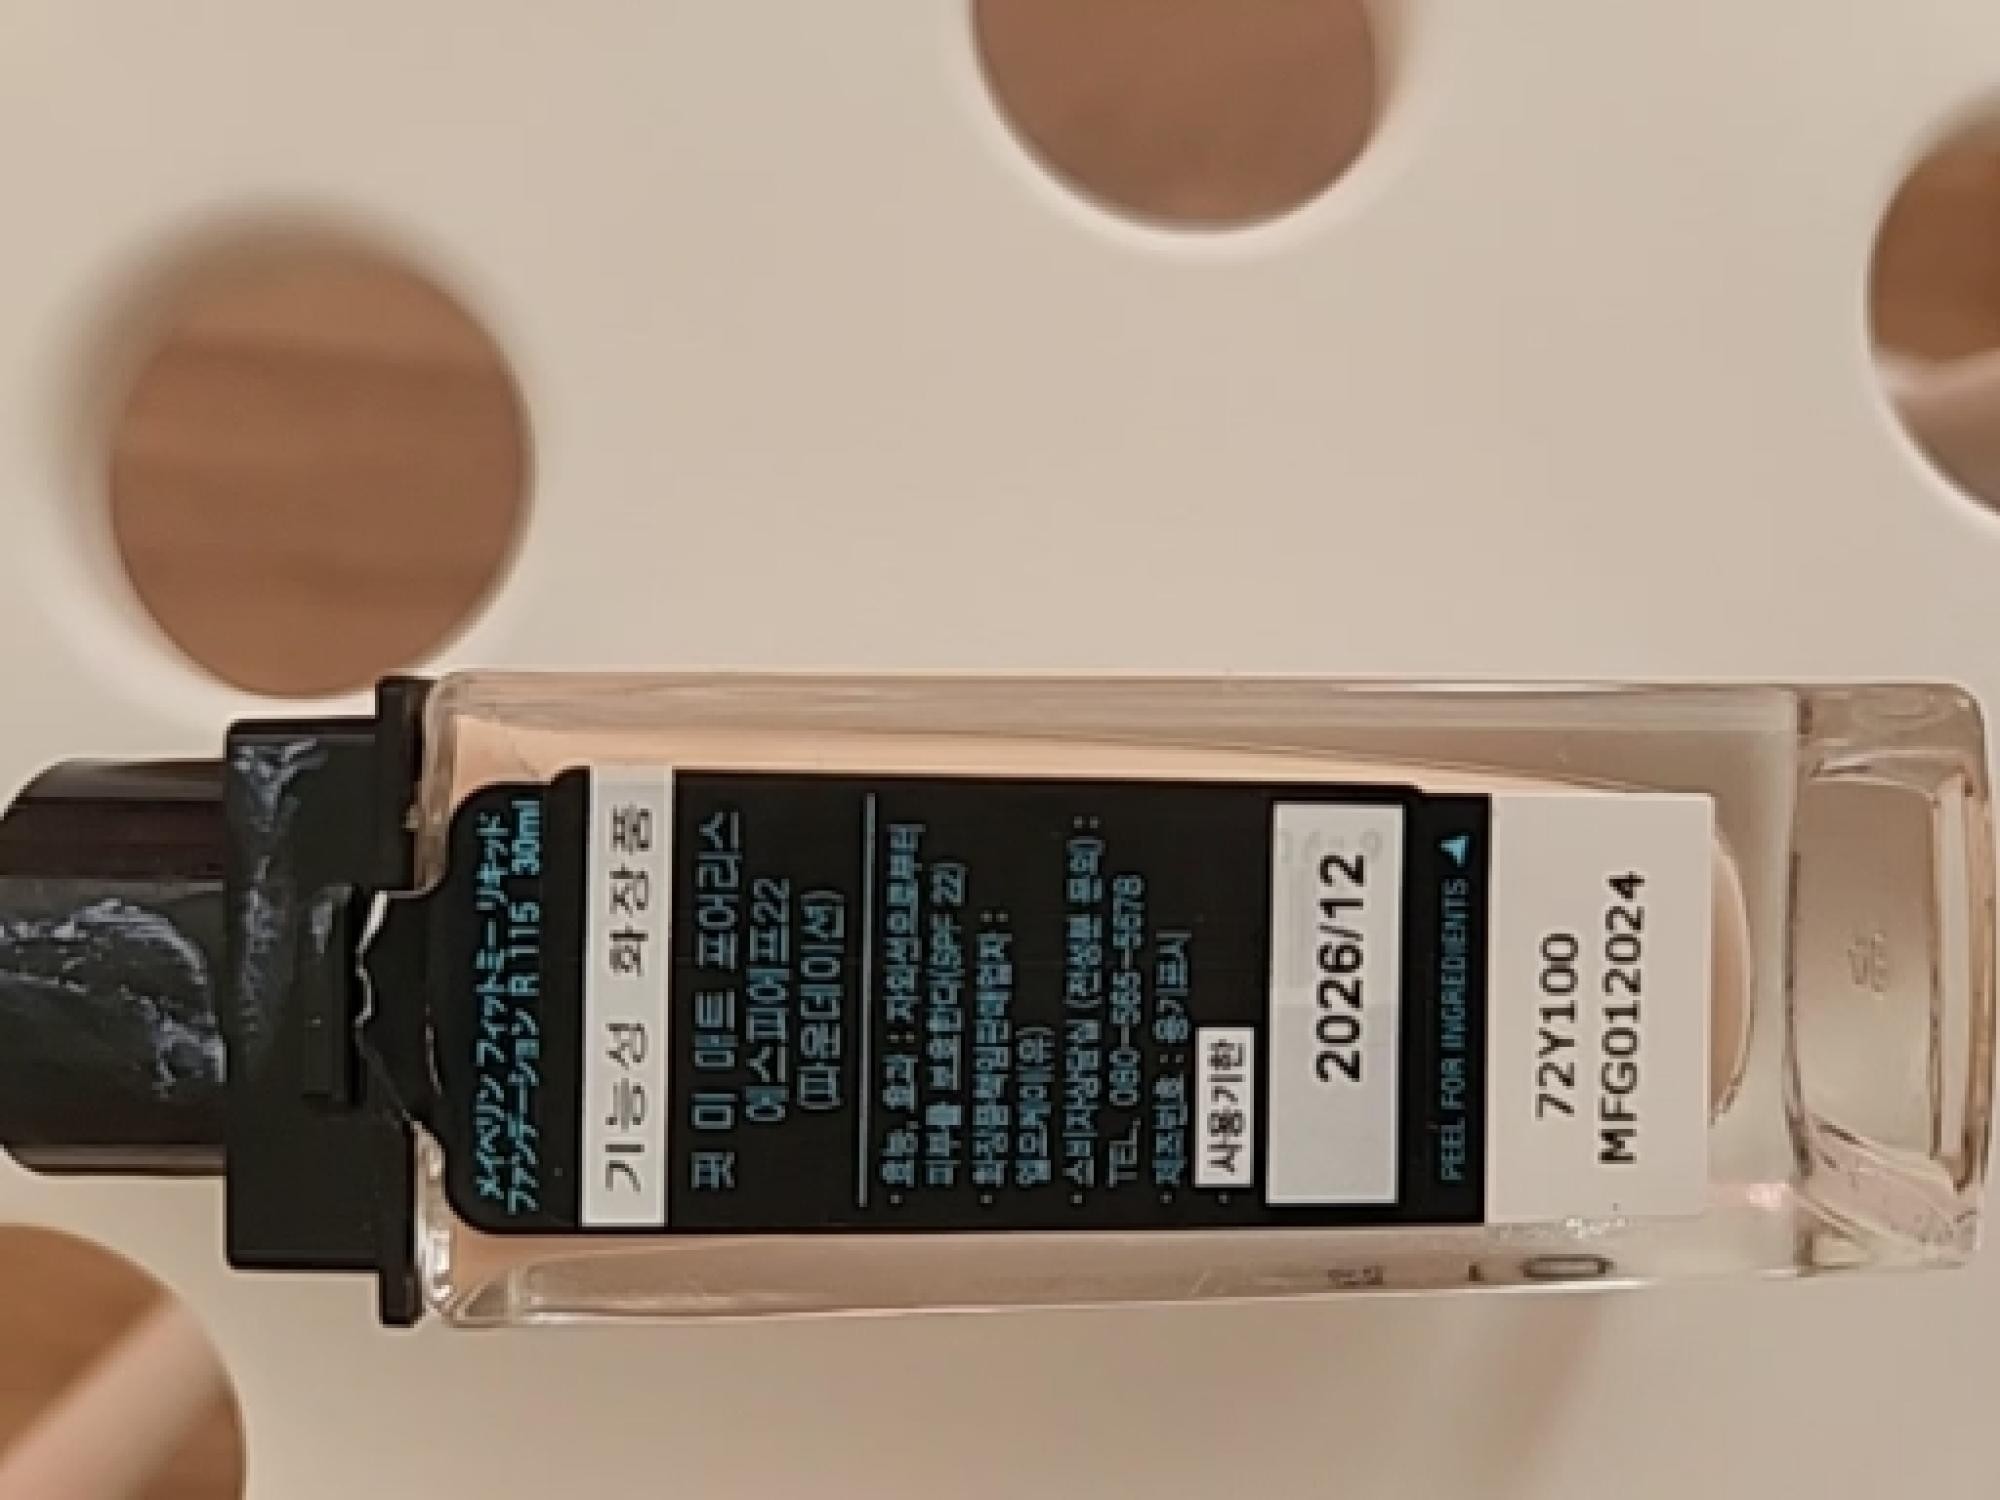 メイベリン フィットミー リキッド
ファンデーション R 115 30ml
기능성 화장품
핏 미 매트 포어리스
에스피에프22
(파운데이션)
· 효능, 효과 : 자외선으로부터
피부를 보호한다(SPF 22)
· 화장품책임판매업자 :
엘오케이(유)
· 소비자상담실 (전성분 문의) :
TEL. 080-565-5678
· 제조번호 : 용기표시
· 사용기한
2026/12
PEEL FOR INGREDIENTS ▲
72Y100
MFG012024